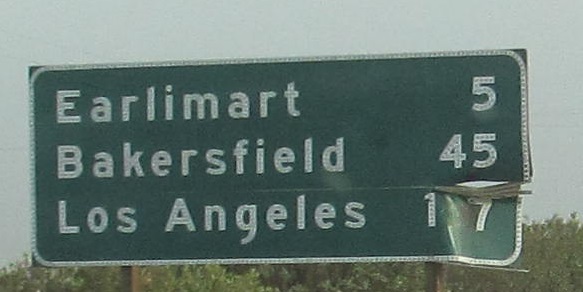 Earlimart 5
Bakersfield 45
Los Angeles